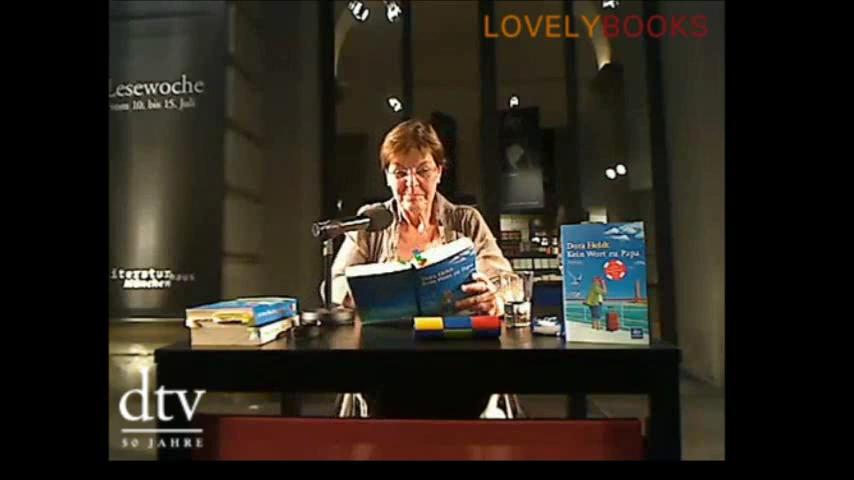 LOVELYBOOKS
Lesewoche
vom 10. bis 15. Juli
Dora Heldt
Kein Wort zu Papa
Dora Heldt
Kein Wort zu Papa
Literaturhaus
München
dtv
50 JAHRE